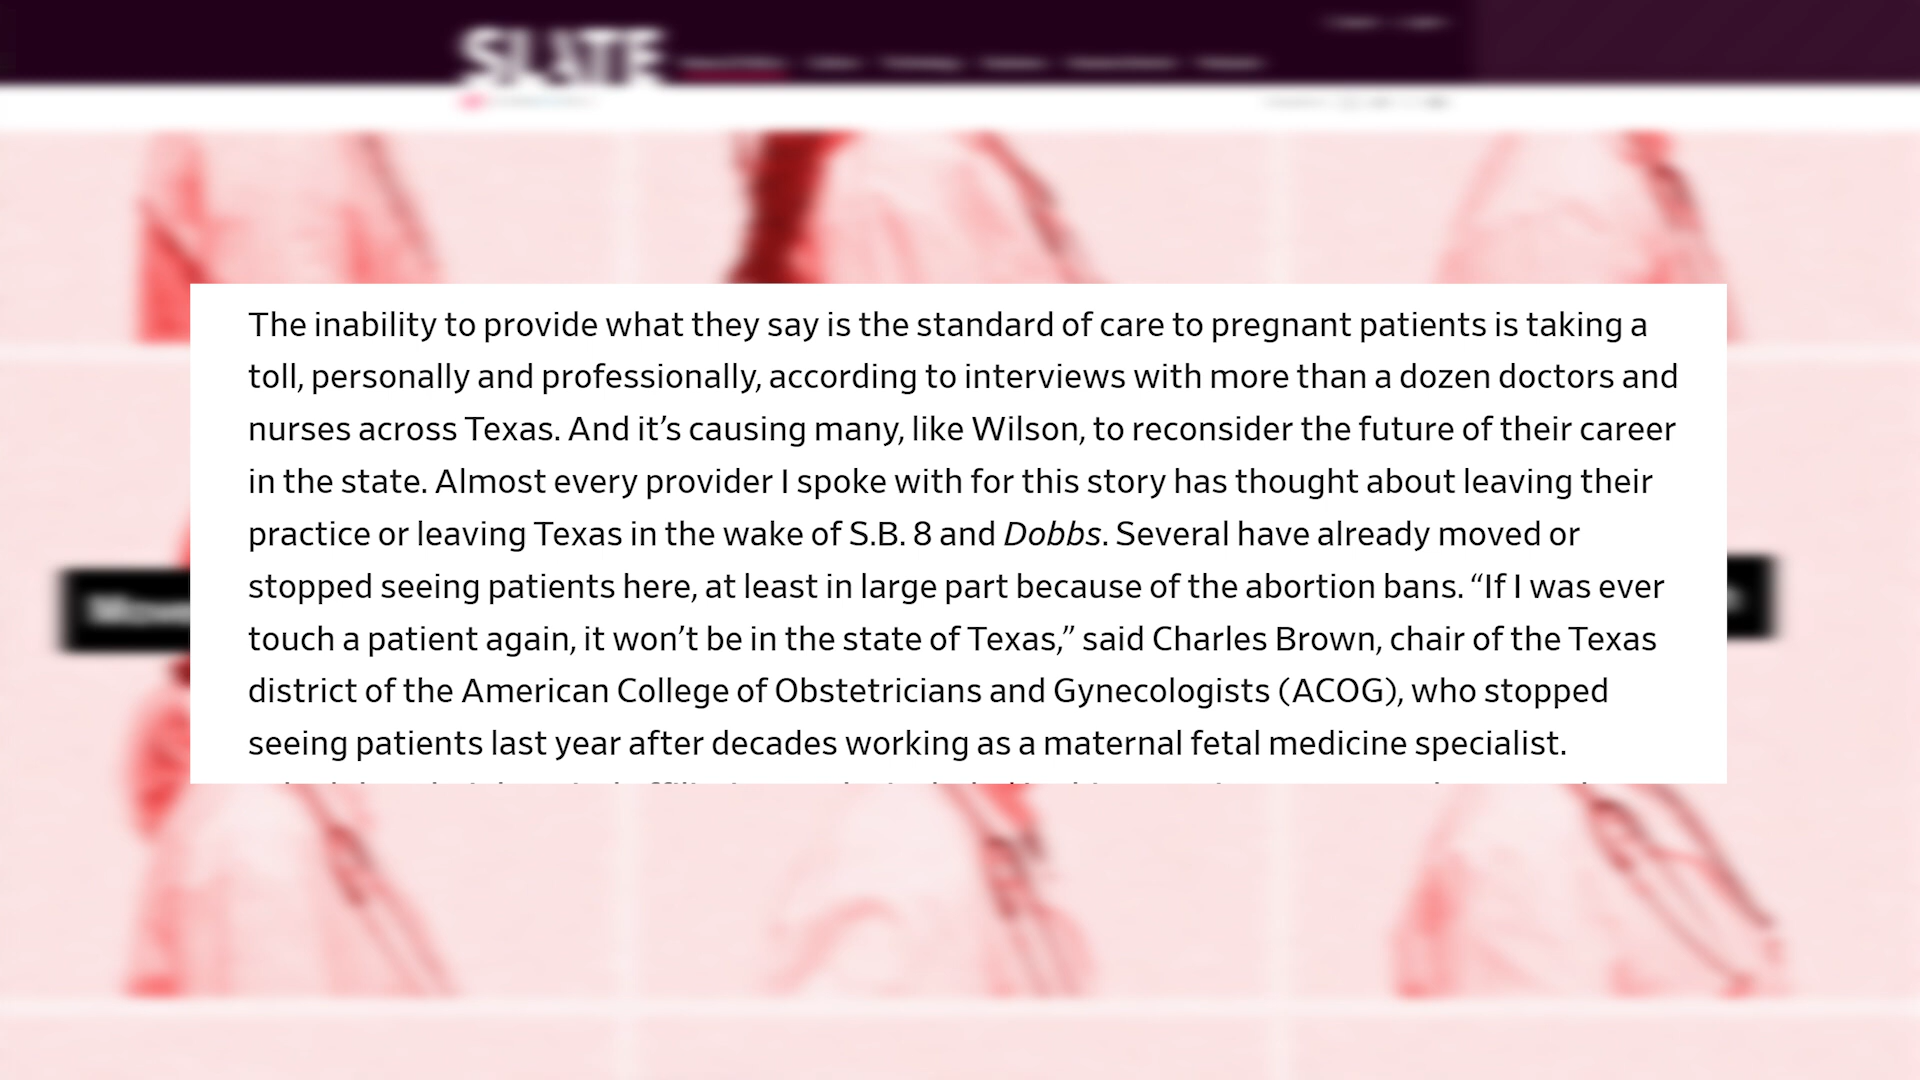 SLATE
The inability to provide what they say is the standard of care to pregnant patients is taking a
toll, personally and professionally, according to interviews with more than a dozen doctors and
nurses across Texas. And it’s causing many, like Wilson, to reconsider the future of their career
in the state. Almost every provider I spoke with for this story has thought about leaving their
practice or leaving Texas in the wake of S.B. 8 and Dobbs. Several have already moved or
stopped seeing patients here, at least in large part because of the abortion bans. “If I was ever
touch a patient again, it won’t be in the state of Texas,” said Charles Brown, chair of the Texas
district of the American College of Obstetricians and Gynecologists (ACOG), who stopped
seeing patients last year after decades working as a maternal fetal medicine specialist.